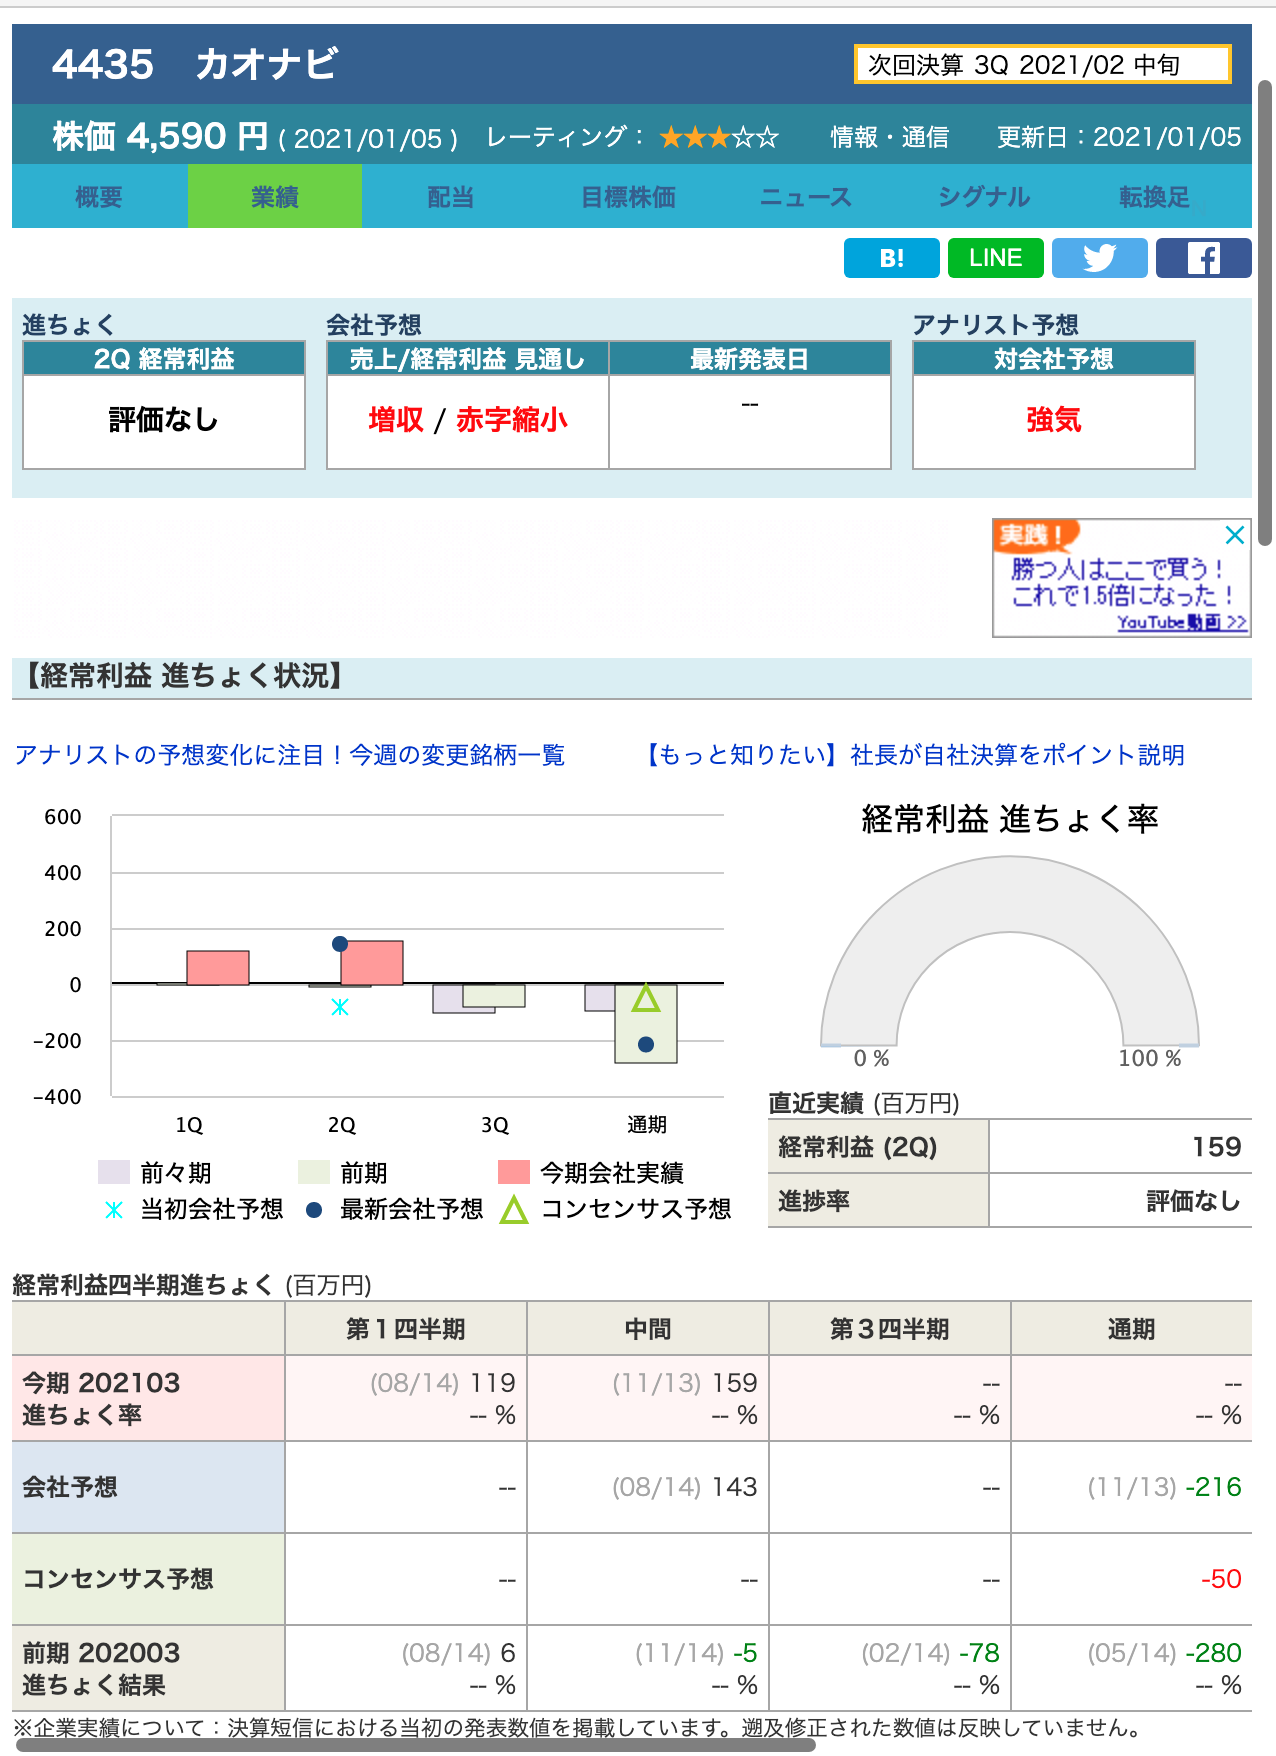 4435 カオナビ
次回決算 3Q 2021/02 中旬
株価 4,590 円 ( 2021/01/05 ) レーティング： ★★★☆☆ 情報・通信 更新日：2021/01/05
概要 業績 配当 目標株価 ニュース シグナル 転換足
B! LINE
進ちょく 会社予想 アナリスト予想
2Q 経常利益 売上/経常利益 見通し 最新発表日 対会社予想
評価なし 増収 / 赤字縮小 -- 強気
実践！
勝つ人はここで買う！
これで1.5倍になった！
YouTube動画 >>
【経常利益 進ちょく状況】
アナリストの予想変化に注目！今週の変更銘柄一覧 【もっと知りたい】社長が自社決算をポイント説明
600
400
200
0
-200
-400
1Q 2Q 3Q 通期
前々期 前期 今期会社実績
当初会社予想 最新会社予想 コンセンサス予想
経常利益 進ちょく率
0 % 100 %
直近実績 (百万円)
経常利益 (2Q) 159
進捗率 評価なし
経常利益四半期進ちょく (百万円)
第１四半期 中間 第３四半期 通期
今期 202103 (08/14) 119 (11/13) 159 -- --
進ちょく率 -- % -- % -- % -- %
会社予想 -- (08/14) 143 -- (11/13) -216
コンセンサス予想 -- -- -- -50
前期 202003 (08/14) 6 (11/14) -5 (02/14) -78 (05/14) -280
進ちょく結果 -- % -- % -- % -- %
※企業実績について：決算短信における当初の発表数値を掲載しています。遡及修正された数値は反映していません。